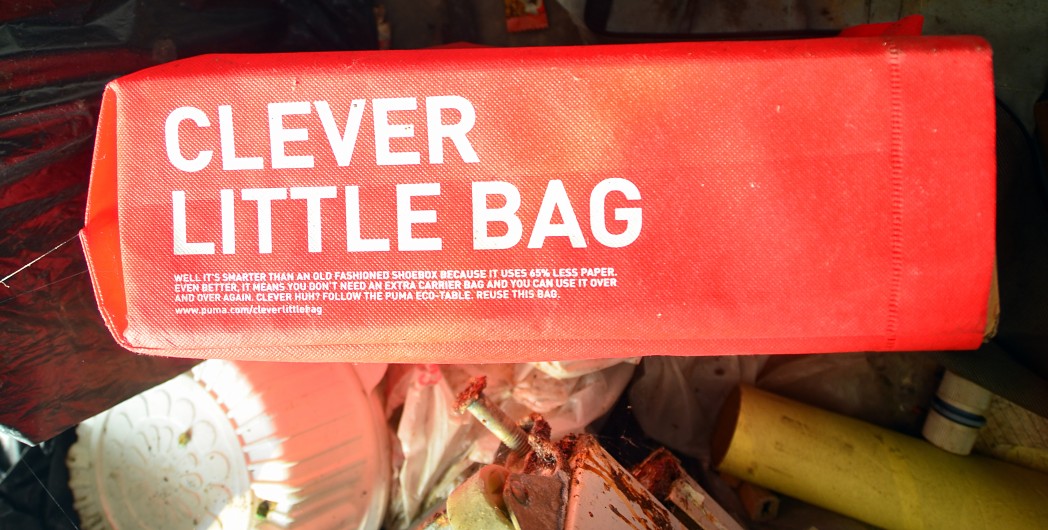 CLEVER
LITTLE BAG
WELL IT'S SMARTER THAN AN OLD FASHIONED SHOEBOX BECAUSE IT USES 65% LESS PAPER.
EVEN BETTER, IT MEANS YOU DON'T NEED AN EXTRA CARRIER BAG AND YOU CAN USE IT OVER
AND OVER AGAIN. CLEVER HUH? FOLLOW THE PUMA ECO-TABLE. REUSE THIS BAG.
www.puma.com/cleverlittlebag